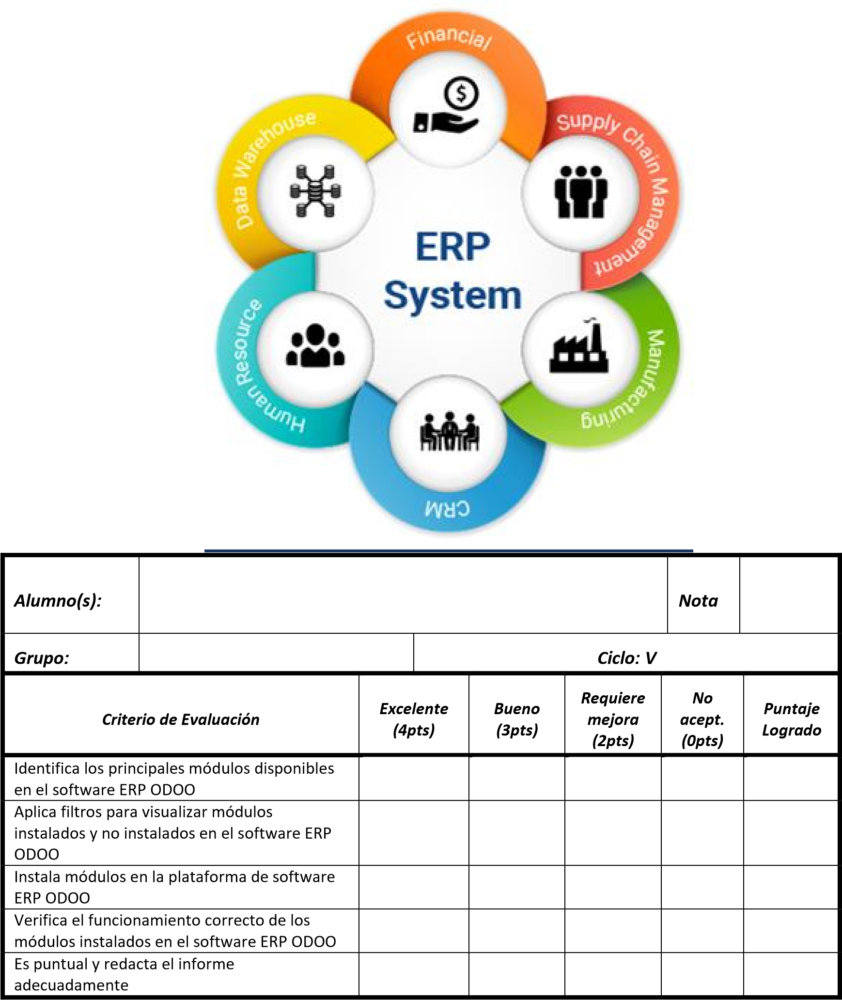 Financial
Supply Chain Management
Data Warehouse
ERP
System
Human Resource
Manufacturing
CRM
Alumno(s):
Nota
Grupo:
Ciclo: V
Criterio de Evaluación
Excelente
(4pts)
Bueno
(3pts)
Requiere
mejora
(2pts)
No
acept.
(0pts)
Puntaje
Logrado
Identifica los principales módulos disponibles
en el software ERP ODOO
Aplica filtros para visualizar módulos
instalados y no instalados en el software ERP
ODOO
Instala módulos en la plataforma de software
ERP ODOO
Verifica el funcionamiento correcto de los
módulos instalados en el software ERP ODOO
Es puntual y redacta el informe
adecuadamente